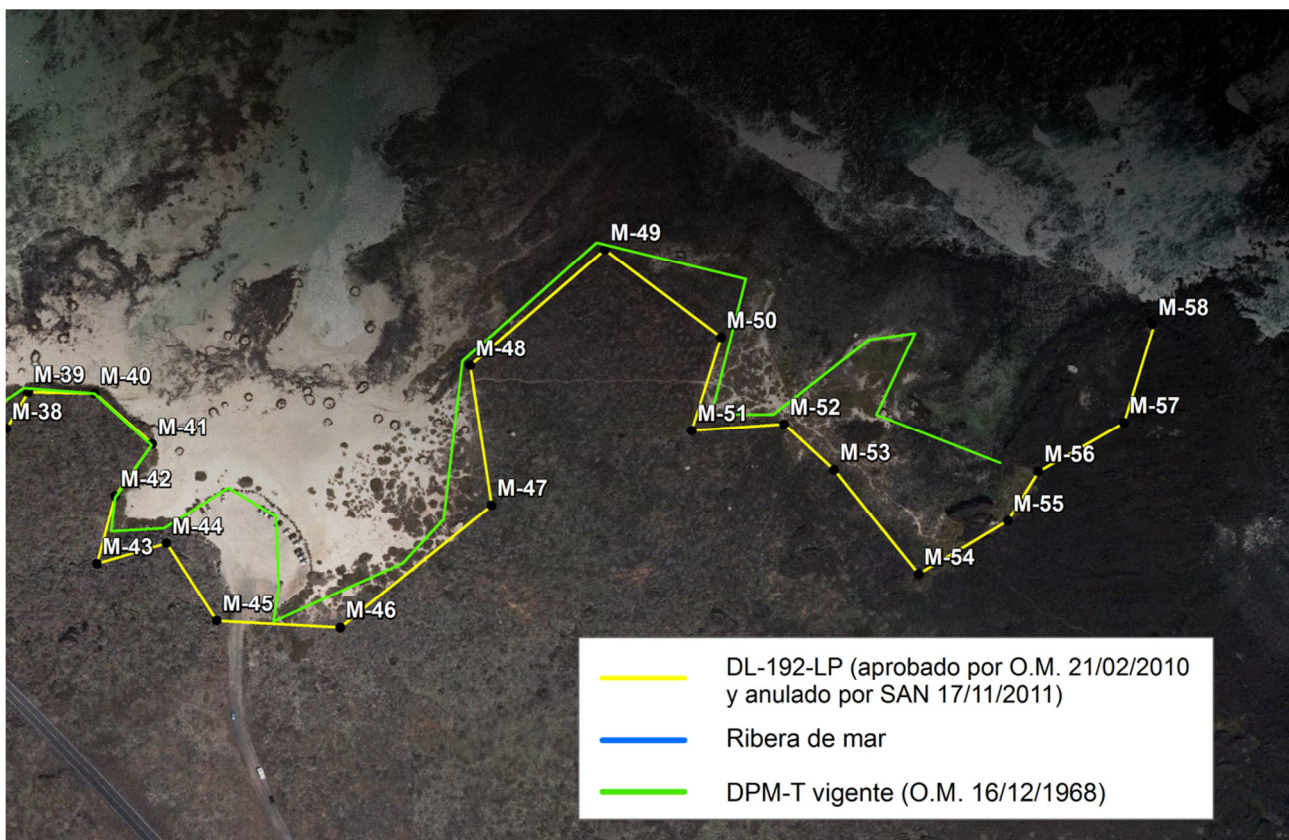 M-49
M-58
M-50
M-48
M-39
M-40
M-38
M-51
M-52
M-57
M-41
M-53
M-56
M-42
M-47
M-55
M-44
M-43
M-54
M-45
M-46
DL-192-LP (aprobado por O.M. 21/02/2010
y anulado por SAN 17/11/2011)
Ribera de mar
DPM-T vigente (O.M. 16/12/1968)